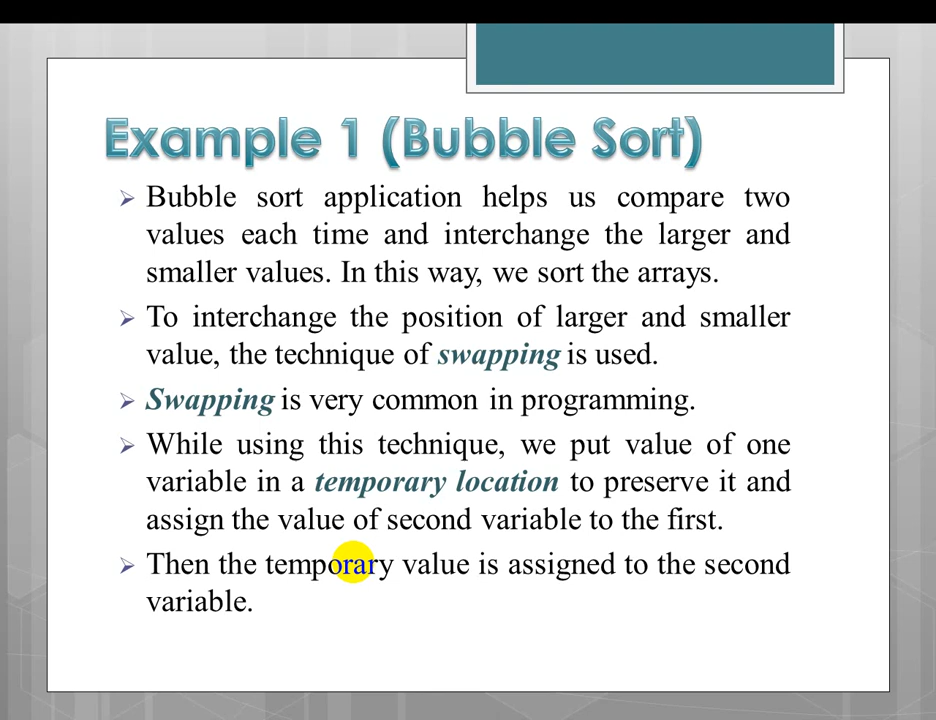 Example 1 (Bubble Sort)
Bubble sort application helps us compare two
values each time and interchange the larger and
smaller values. In this way, we sort the arrays.
To interchange the position of larger and smaller
value, the technique of swapping is used.
Swapping is very common in programming.
While using this technique, we put value of one
variable in a temporary location to preserve it and
assign the value of second variable to the first.
Then the temporary value is assigned to the second
variable.